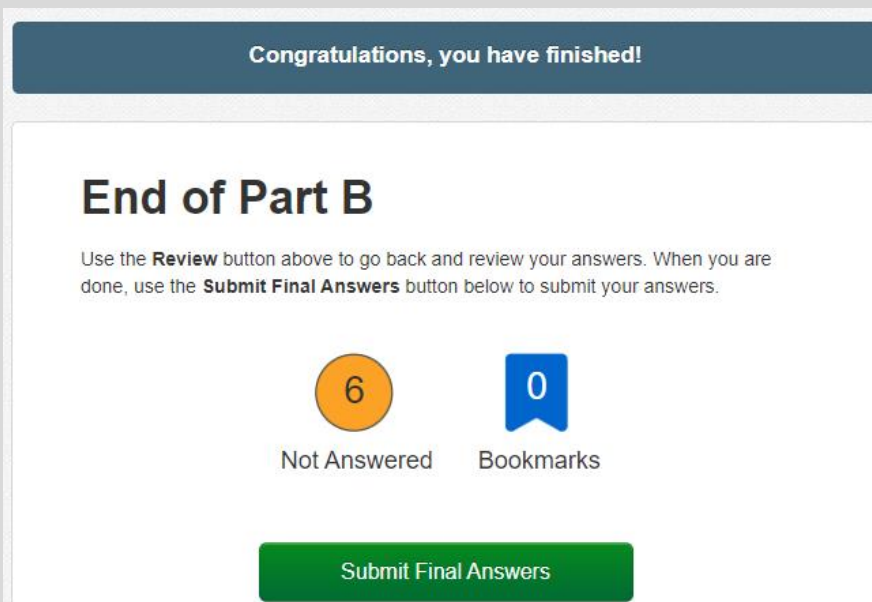 Congratulations, you have finished!
End of Part B
Use the Review button above to go back and review your answers. When you are
done, use the Submit Final Answers button below to submit your answers.
6
0
Not Answered
Bookmarks
Submit Final Answers